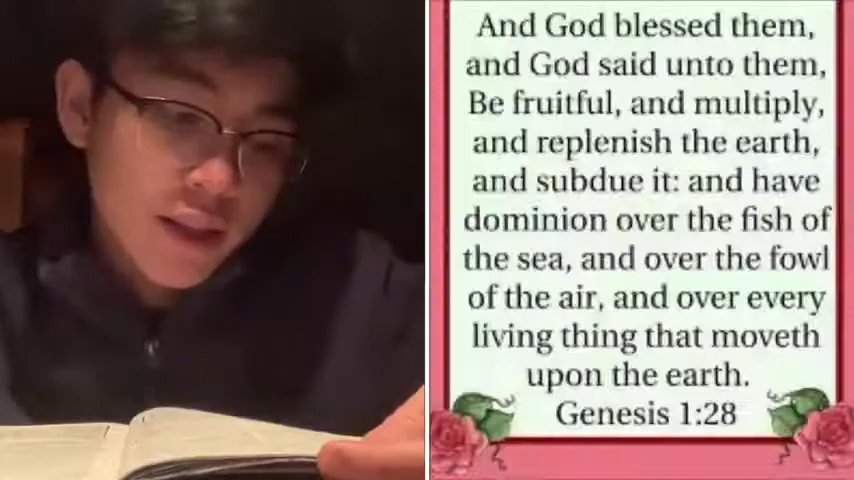 And God blessed them,
and God said unto them,
Be fruitful, and multiply,
and replenish the earth,
and subdue it: and have
dominion over the fish of
the sea, and over the fowl
of the air, and over every
living thing that moveth
upon the earth.
Genesis 1:28